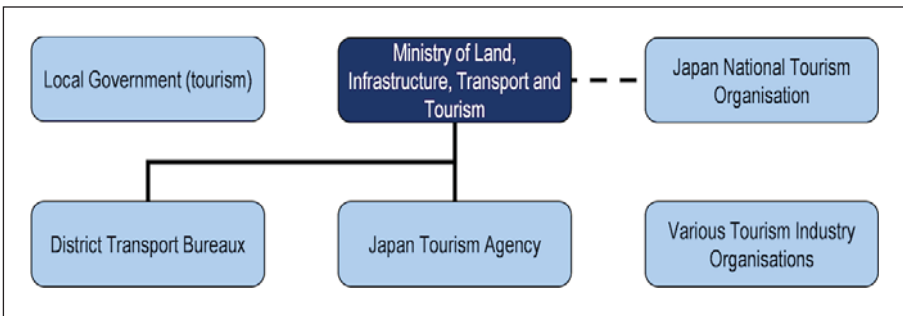 Local Government (tourism)
Ministry of Land,
Infrastructure, Transport and
Tourism
Japan National Tourism
Organisation
District Transport Bureaux
Japan Tourism Agency
Various Tourism Industry
Organisations